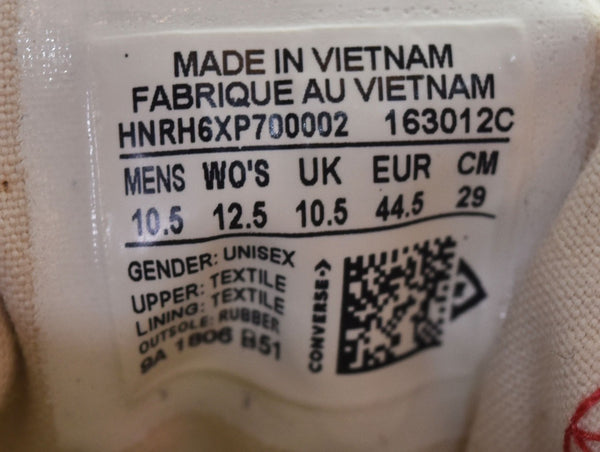 MADE IN VIETNAM
FABRIQUE AU VIETNAM
HNRH6XP700002 163012C
MENS WO'S UK EUR CM
10.5 12.5 10.5 44.5 29
GENDER: UNISEX
UPPER: TEXTILE
LINING: TEXTILE
OUTSOLE: RUBBER
9A 1806 B51
CONVERSE->